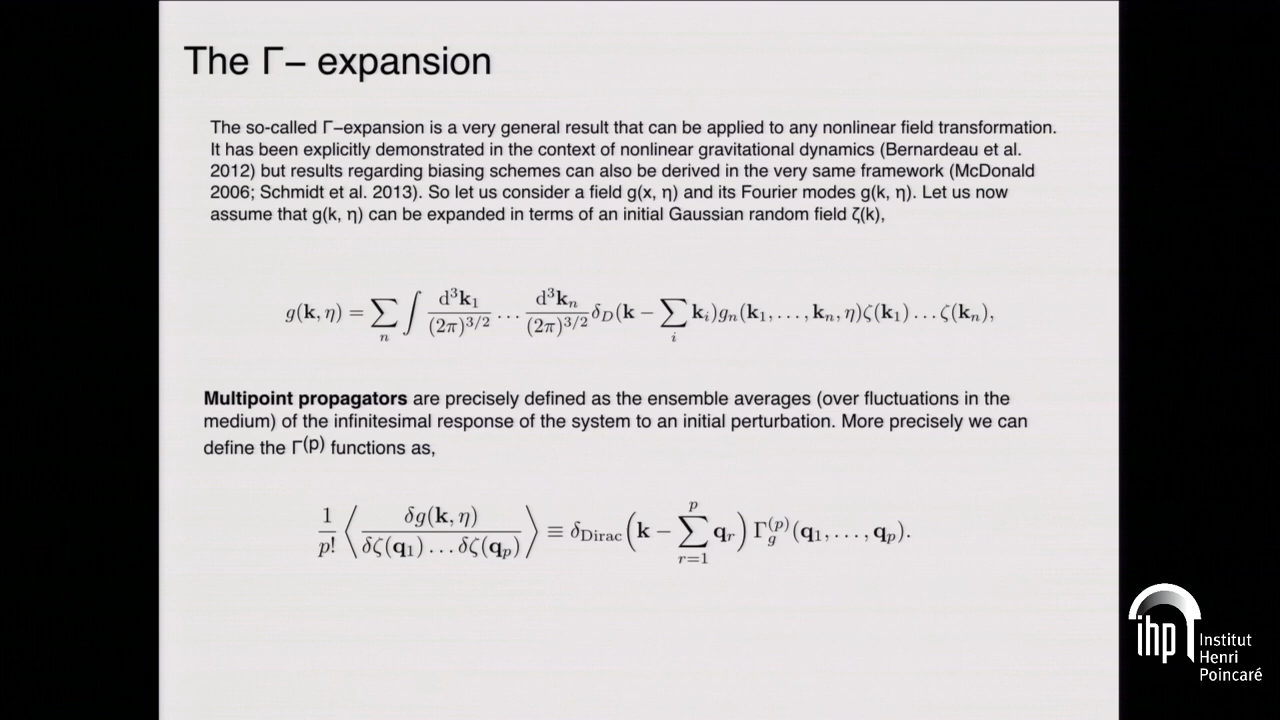 The Γ– expansion
The so-called Γ–expansion is a very general result that can be applied to any nonlinear field transformation.
It has been explicitly demonstrated in the context of nonlinear gravitational dynamics (Bernardeau et al.
2012) but results regarding biasing schemes can also be derived in the very same framework (McDonald
2006; Schmidt et al. 2013). So let us consider a field g(x, η) and its Fourier modes g(k, η). Let us now
assume that g(k, η) can be expanded in terms of an initial Gaussian random field ζ(k),
g(k, η) = ∑_n ∫ d³k₁/(2π)^{3/2} … d³kₙ/(2π)^{3/2} δ_D(k − ∑_i k_i)gₙ(k₁, …, kₙ, η)ζ(k₁) … ζ(kₙ),
Multipoint propagators are precisely defined as the ensemble averages (over fluctuations in the
medium) of the infinitesimal response of the system to an initial perturbation. More precisely we can
define the Γ(p) functions as,
1/p! ⟨ δg(k, η) / δζ(q₁) … δζ(q_p) ⟩ ≡ δ_Dirac (k − ∑_{r=1}^{p} q_r) Γ_g^{(p)}(q₁, …, q_p).
ihp
Institut
Henri
Poincaré